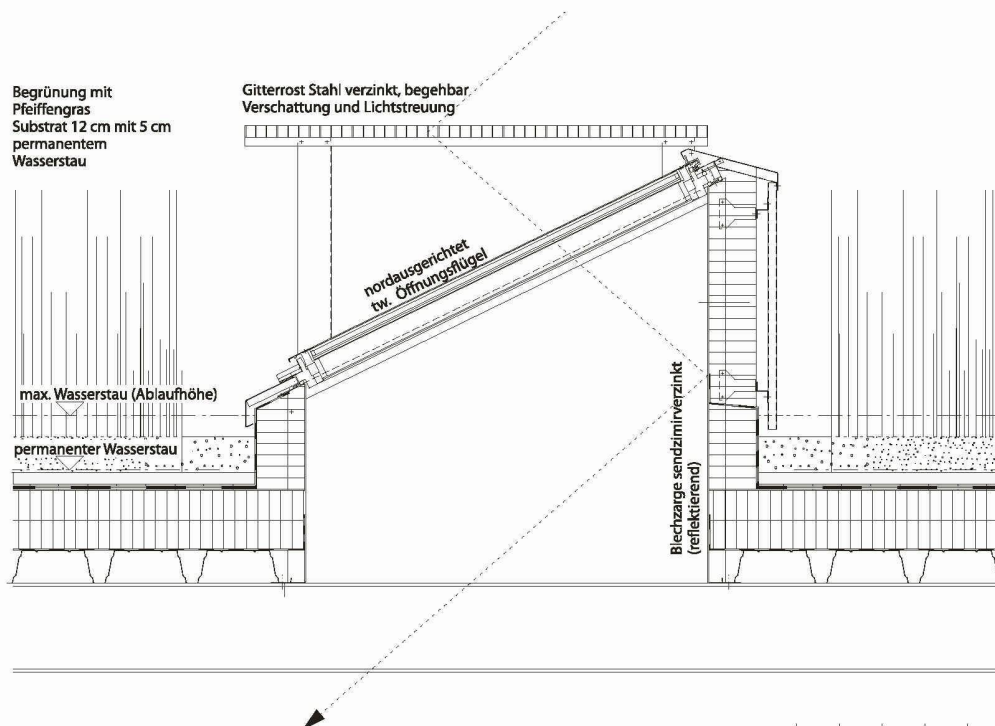 Begrünung mit
Pfeiffengras
Substrat 12 cm mit 5 cm
permanentem
Wasserstau
Gitterrost Stahl verzinkt, begehbar
Verschattung und Lichtstreuung
nordausgerichtet
tw. Öffnungsflügel
max. Wasserstau (Ablaufhöhe)
permanenter Wasserstau
Blechzarge sendzimirverzinkt
(reflektierend)